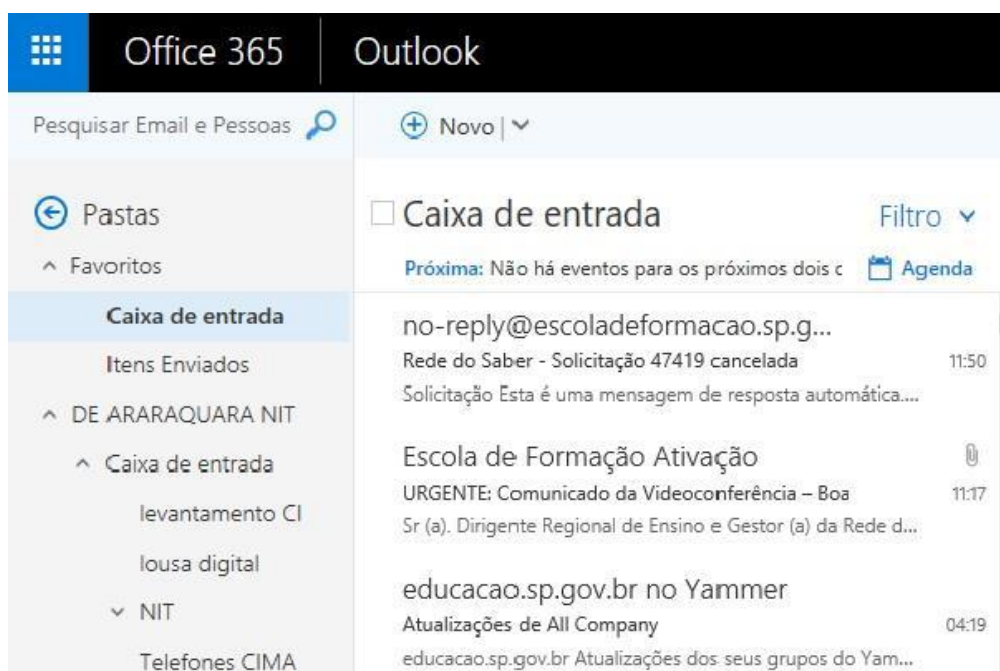 Office 365
Outlook
Pesquisar Email e Pessoas
Novo
Pastas
Favoritos
Caixa de entrada
Itens Enviados
DE ARARAQUARA NIT
Caixa de entrada
levantamento CI
lousa digital
NIT
Telefones CIMA
Caixa de entrada
Filtro
Próxima: Não há eventos para os próximos dois c
Agenda
no-reply@escoladeformacao.sp.g...
Rede do Saber - Solicitação 47419 cancelada 11:50
Solicitação Esta é uma mensagem de resposta automática....
Escola de Formação Ativação
URGENTE: Comunicado da Videoconferência – Boa 11:17
Sr (a). Dirigente Regional de Ensino e Gestor (a) da Rede d...
educacao.sp.gov.br no Yammer
Atualizações de All Company 04:19
educacao.sp.gov.br Atualizações dos seus grupos do Yam...